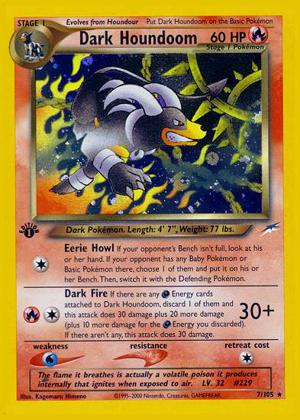 STAGE 1
Evolves from Houndour
Put Dark Houndoom on the Basic Pokémon
Dark Houndoom
60 HP
Stage 1 Pokémon
Dark Pokémon. Length: 4' 7", Weight: 77 lbs.
Edition
1
Eerie Howl If your opponent's Bench isn't full, look at his
or her hand. If your opponent has any Baby Pokémon or
Basic Pokémon there, choose 1 of them and put it on his or
her Bench. Then, switch it with the Defending Pokémon.
Dark Fire If there are any Energy cards
attached to Dark Houndoom, discard 1 of them and
this attack does 30 damage plus 20 more damage
(plus 10 more damage for the Energy you discarded).
If there aren't any, this attack does 30 damage.
30+
weakness
resistance
retreat cost
The flame it breathes is actually a volatile poison it produces
internally that ignites when exposed to air. LV. 32 #229
Illus. Kagemaru Himeno
©1995-2000 Nintendo, Creatures, GAMEFREAK.
7/105